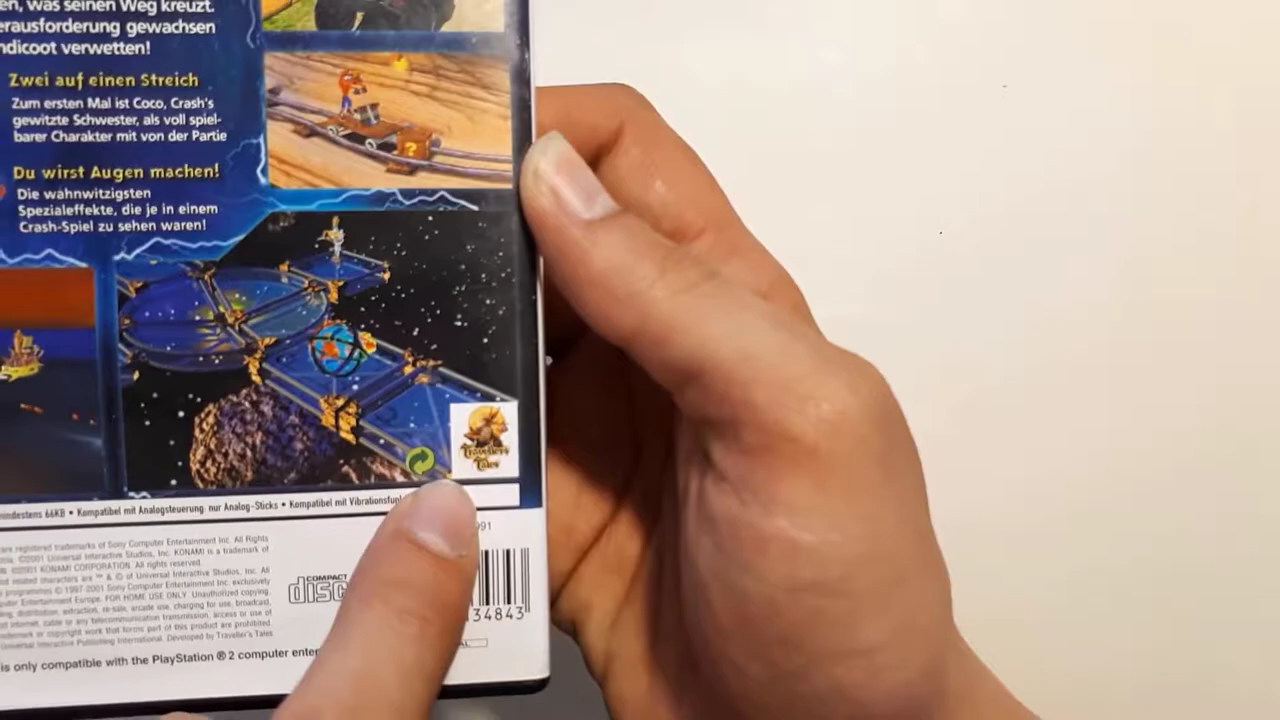 en, was seinen Weg kreuzt.
erausforderung gewachsen
ndicoot verwetten!
Zwei auf einen Streich
Zum ersten Mal ist Coco, Crash's
gewitzte Schwester, als voll spiel-
barer Charakter mit von der Partie
Du wirst Augen machen!
Die wahnwitzigsten
Spezialeffekte, die je in einem
Crash-Spiel zu sehen waren!
?
Travellers
Tales
mindestens 66KB • Kompatibel mit Analogsteuerung: nur Analog-Sticks • Kompatibel mit Vibrationsfun
991
are registered trademarks of Sony Computer Entertainment Inc. All Rights
©2001 Universal Interactive Studios, Inc. KONAMI is a trademark of
©2001 KONAMI CORPORATION. All rights reserved.
related characters are ™ & © of Universal Interactive Studios, Inc. All
programmes © 1997-2001 Sony Computer Entertainment Inc. exclusively
Computer Entertainment Europe. FOR HOME USE ONLY. Unauthorized copying,
distribution, extraction, re-sale, arcade use, charging for use, broadcast,
internet, cable or any telecommunication transmission, access or use of
trademark or copyright work that forms part of this product are prohibited.
Universal Interactive Publishing International. Developed by Traveller's Tales
COMPACT
disc
34843
is only compatible with the PlayStation®2 computer enter